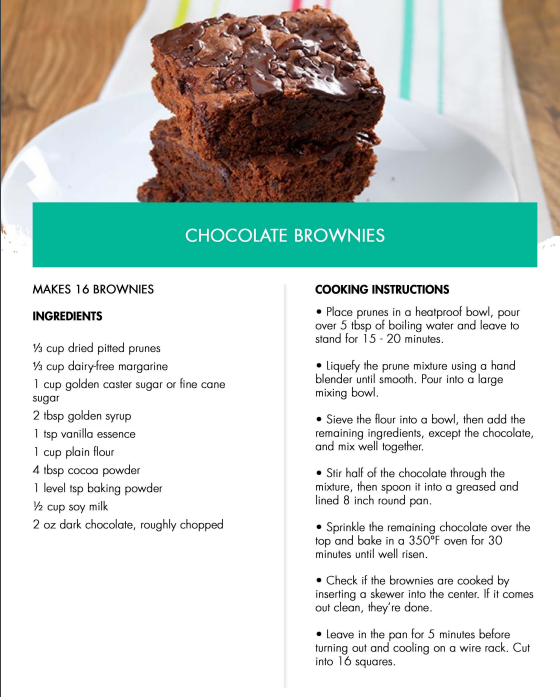 CHOCOLATE BROWNIES
MAKES 16 BROWNIES
INGREDIENTS
⅓ cup dried pitted prunes
⅓ cup dairy-free margarine
1 cup golden caster sugar or fine cane
sugar
2 tbsp golden syrup
1 tsp vanilla essence
1 cup plain flour
4 tbsp cocoa powder
1 level tsp baking powder
½ cup soy milk
2 oz dark chocolate, roughly chopped
COOKING INSTRUCTIONS
• Place prunes in a heatproof bowl, pour
over 5 tbsp of boiling water and leave to
stand for 15 - 20 minutes.
• Liquefy the prune mixture using a hand
blender until smooth. Pour into a large
mixing bowl.
• Sieve the flour into a bowl, then add the
remaining ingredients, except the chocolate,
and mix well together.
• Stir half of the chocolate through the
mixture, then spoon it into a greased and
lined 8 inch round pan.
• Sprinkle the remaining chocolate over the
top and bake in a 350°F oven for 30
minutes until well risen.
• Check if the brownies are cooked by
inserting a skewer into the center. If it comes
out clean, they're done.
• Leave in the pan for 5 minutes before
turning out and cooling on a wire rack. Cut
into 16 squares.